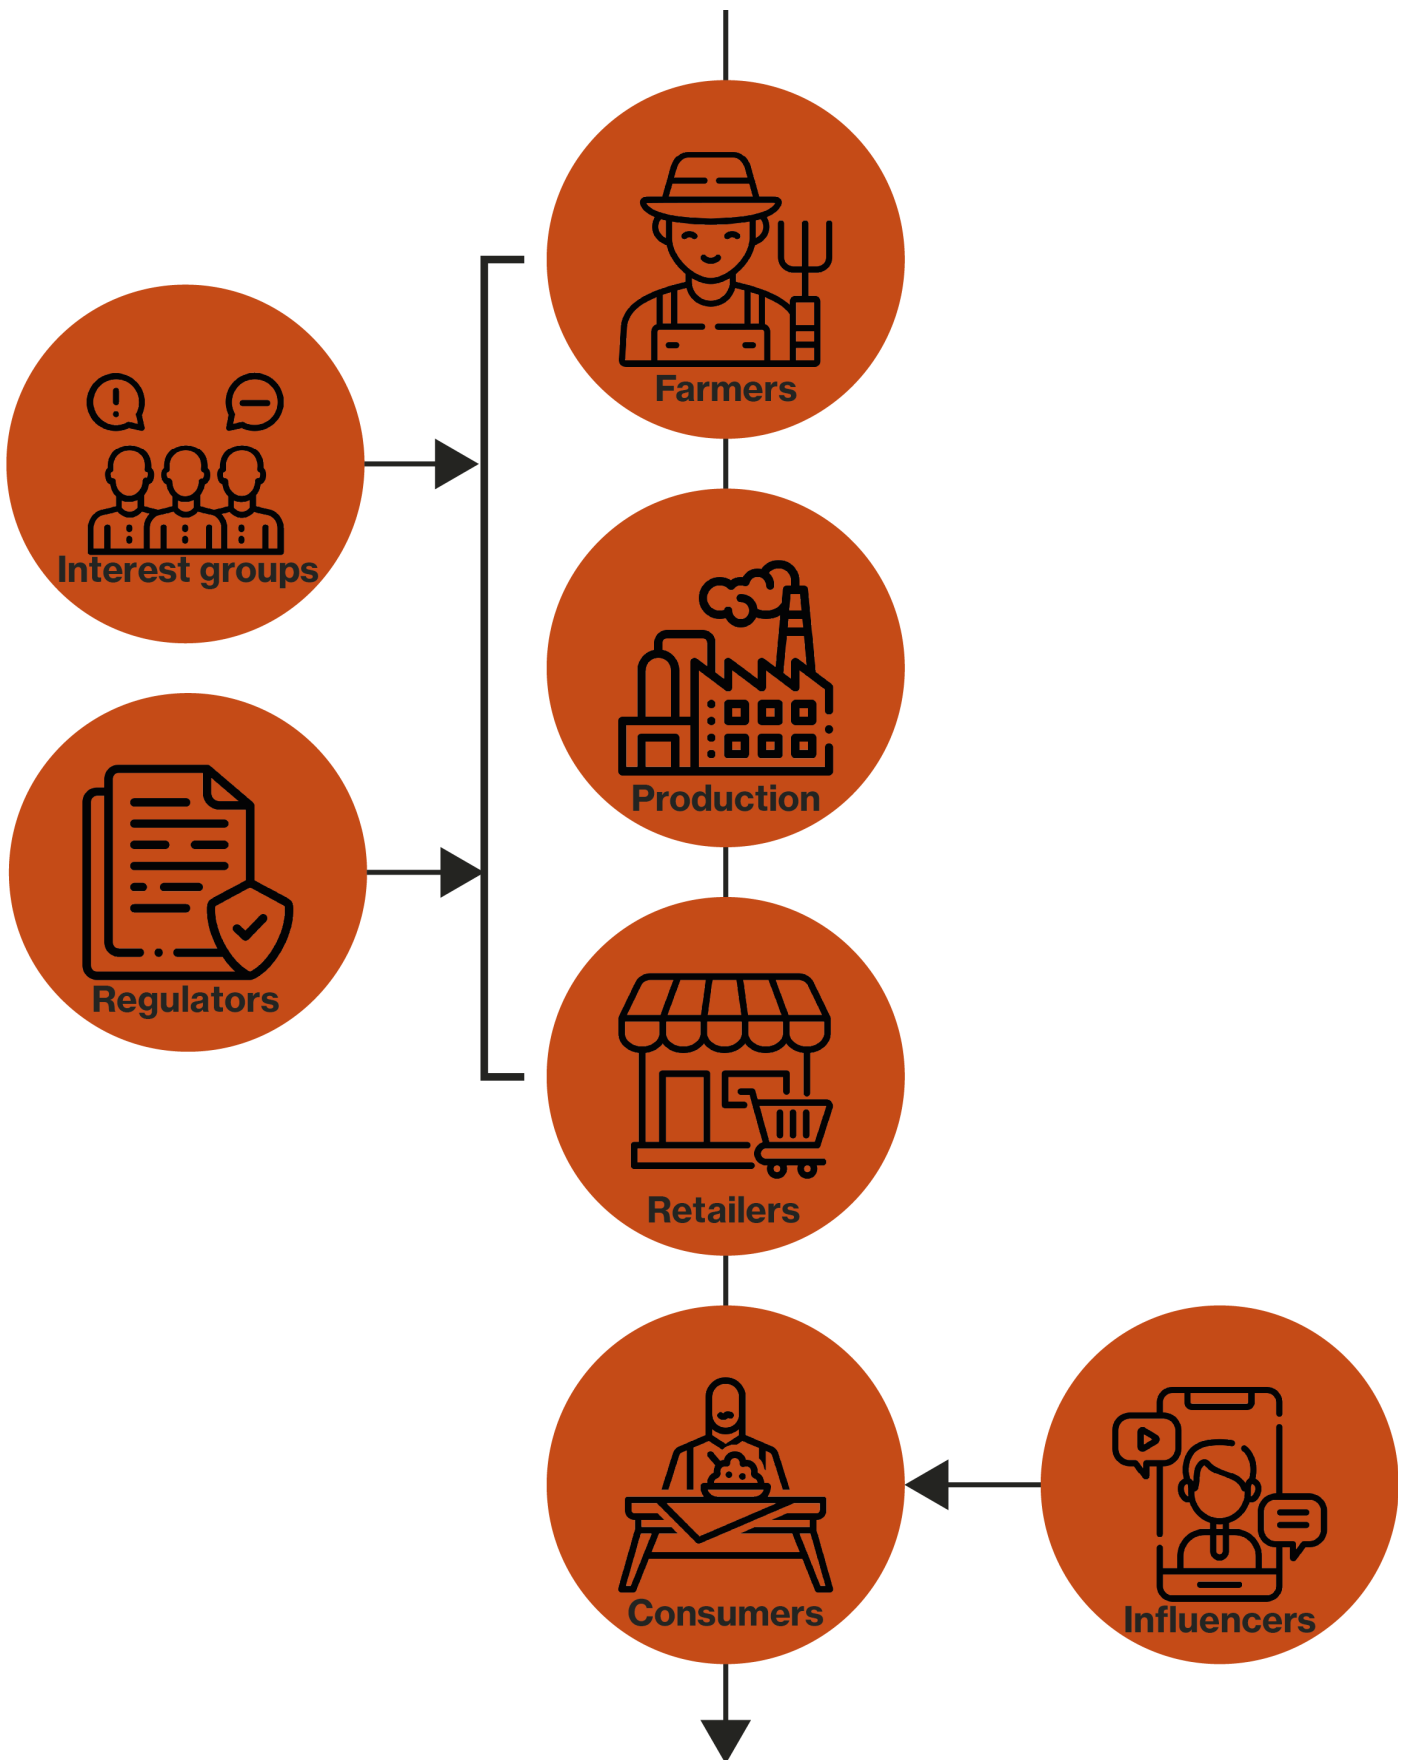 Farmers
Interest groups
Production
Regulators
Retailers
Consumers
Influencers